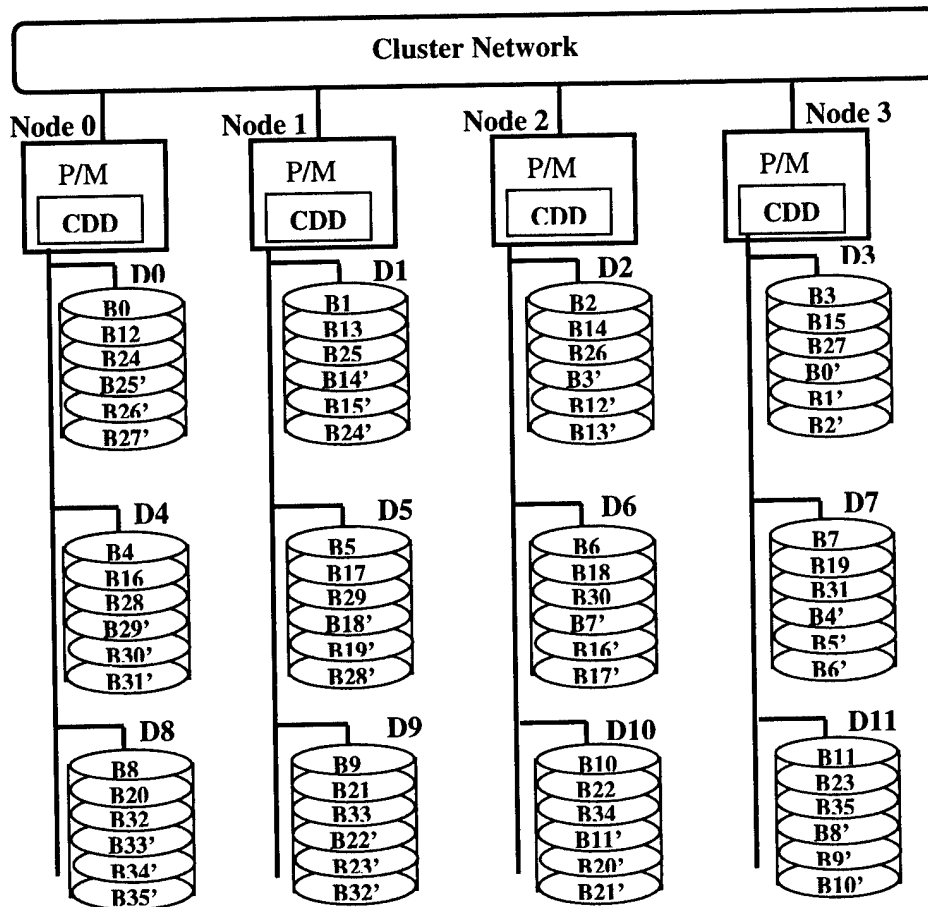 Cluster Network
Node 0
Node 1
Node 2
Node 3
P/M
P/M
P/M
P/M
CDD
CDD
CDD
CDD
D0
B0
B12
B24
B25'
B26'
B27'
D1
B1
B13
B25
B14'
B15'
B24'
D2
B2
B14
B26
B3'
B12'
B13'
D3
B3
B15
B27
B0'
B1'
B2'
D4
B4
B16
B28
B29'
B30'
B31'
D5
B5
B17
B29
B18'
B19'
B28'
D6
B6
B18
B30
B7'
B16'
B17'
D7
B7
B19
B31
B4'
B5'
B6'
D8
B8
B20
B32
B33'
B34'
B35'
D9
B9
B21
B33
B22'
B23'
B32'
D10
B10
B22
B34
B11'
B20'
B21'
D11
B11
B23
B35
B8'
B9'
B10'